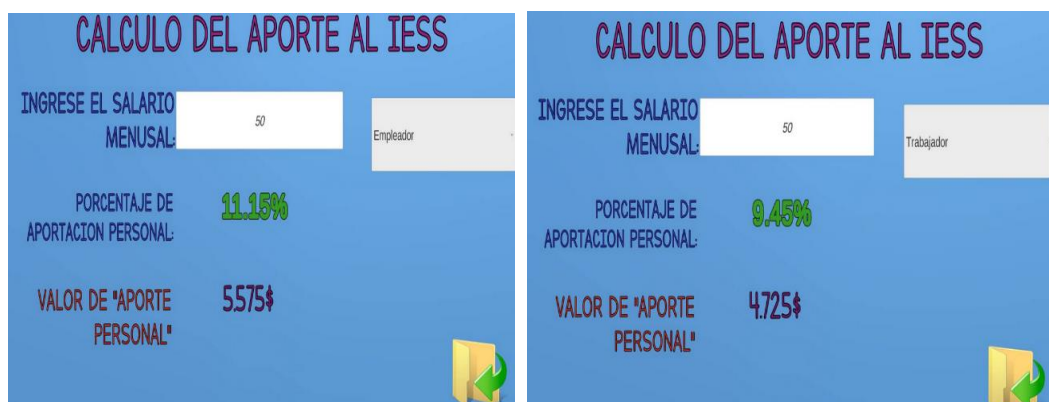 CALCULO DEL APORTE AL IESS
INGRESE EL SALARIO
MENUSAL:
50
Empleador
PORCENTAJE DE
APORTACION PERSONAL:
11.15%
VALOR DE "APORTE
PERSONAL"
5.575$
CALCULO DEL APORTE AL IESS
INGRESE EL SALARIO
MENUSAL:
50
Trabajador
PORCENTAJE DE
APORTACION PERSONAL:
9.45%
VALOR DE "APORTE
PERSONAL"
4.725$